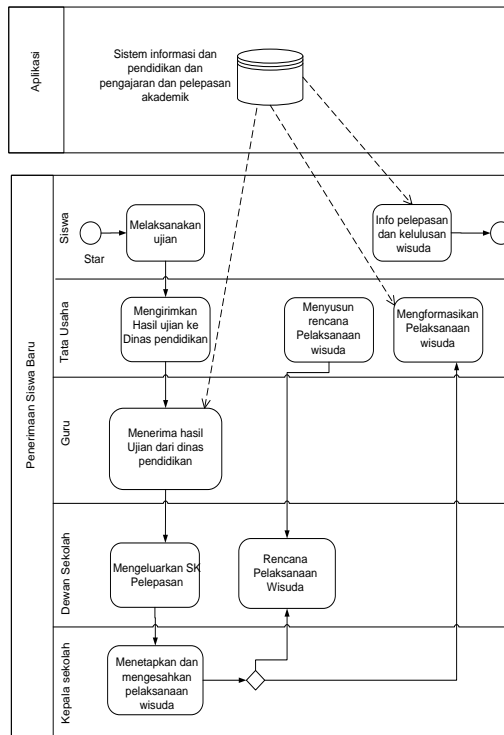 Aplikasi
Sistem informasi dan
pendidikan dan
pengajaran dan pelepasan
akademik
Penerimaan Siswa Baru
Siswa
Star
Melaksanakan
ujian
Info pelepasan
dan kelulusan
wisuda
Tata Usaha
Mengirimkan
Hasil ujian ke
Dinas pendidikan
Menyusun
rencana
Pelaksanaan
wisuda
Mengformasikan
Pelaksanaan
wisuda
Guru
Menerima hasil
Ujian dari dinas
pendidikan
Dewan Sekolah
Mengeluarkan SK
Pelepasan
Rencana
Pelaksanaan
Wisuda
Kepala sekolah
Menetapkan dan
mengesahkan
pelaksanaan
wisuda